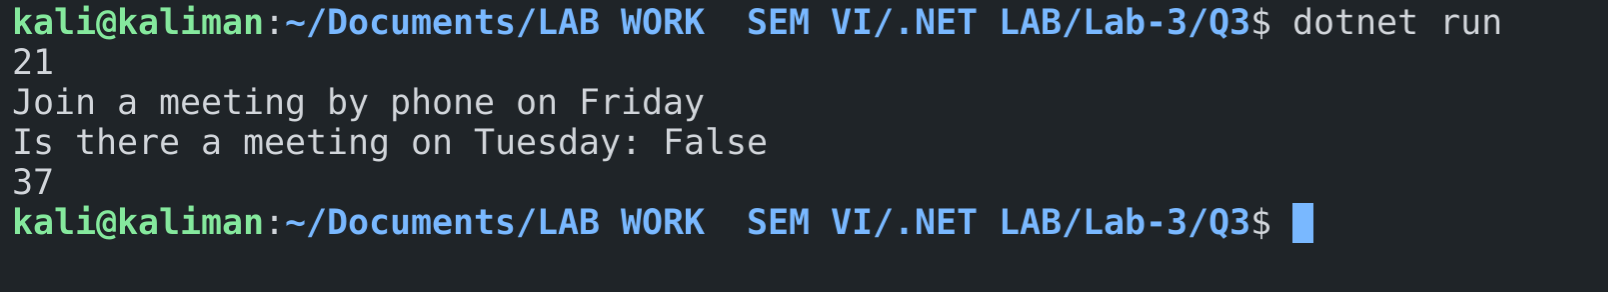 kali@kaliman:~/Documents/LAB WORK  SEM VI/.NET LAB/Lab-3/Q3$ dotnet run
21
Join a meeting by phone on Friday
Is there a meeting on Tuesday: False
37
kali@kaliman:~/Documents/LAB WORK  SEM VI/.NET LAB/Lab-3/Q3$